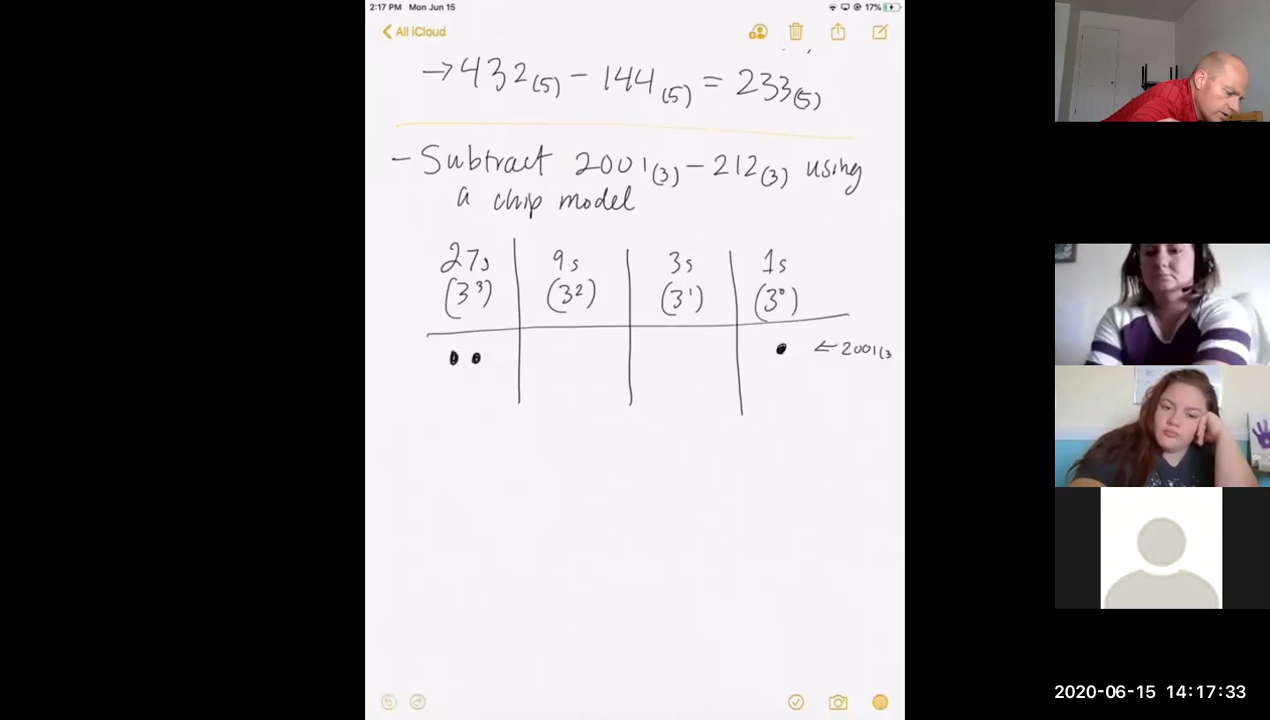 2:17 PM Mon Jun 15
17%
All iCloud
→ 432(5) − 144(5) = 233(5)
- Subtract 2001(3) − 212(3) using
a chip model
27s 9s 3s 1s
(3³) (3²) (3¹) (3⁰)
← 2001(3
2020-06-15 14:17:33